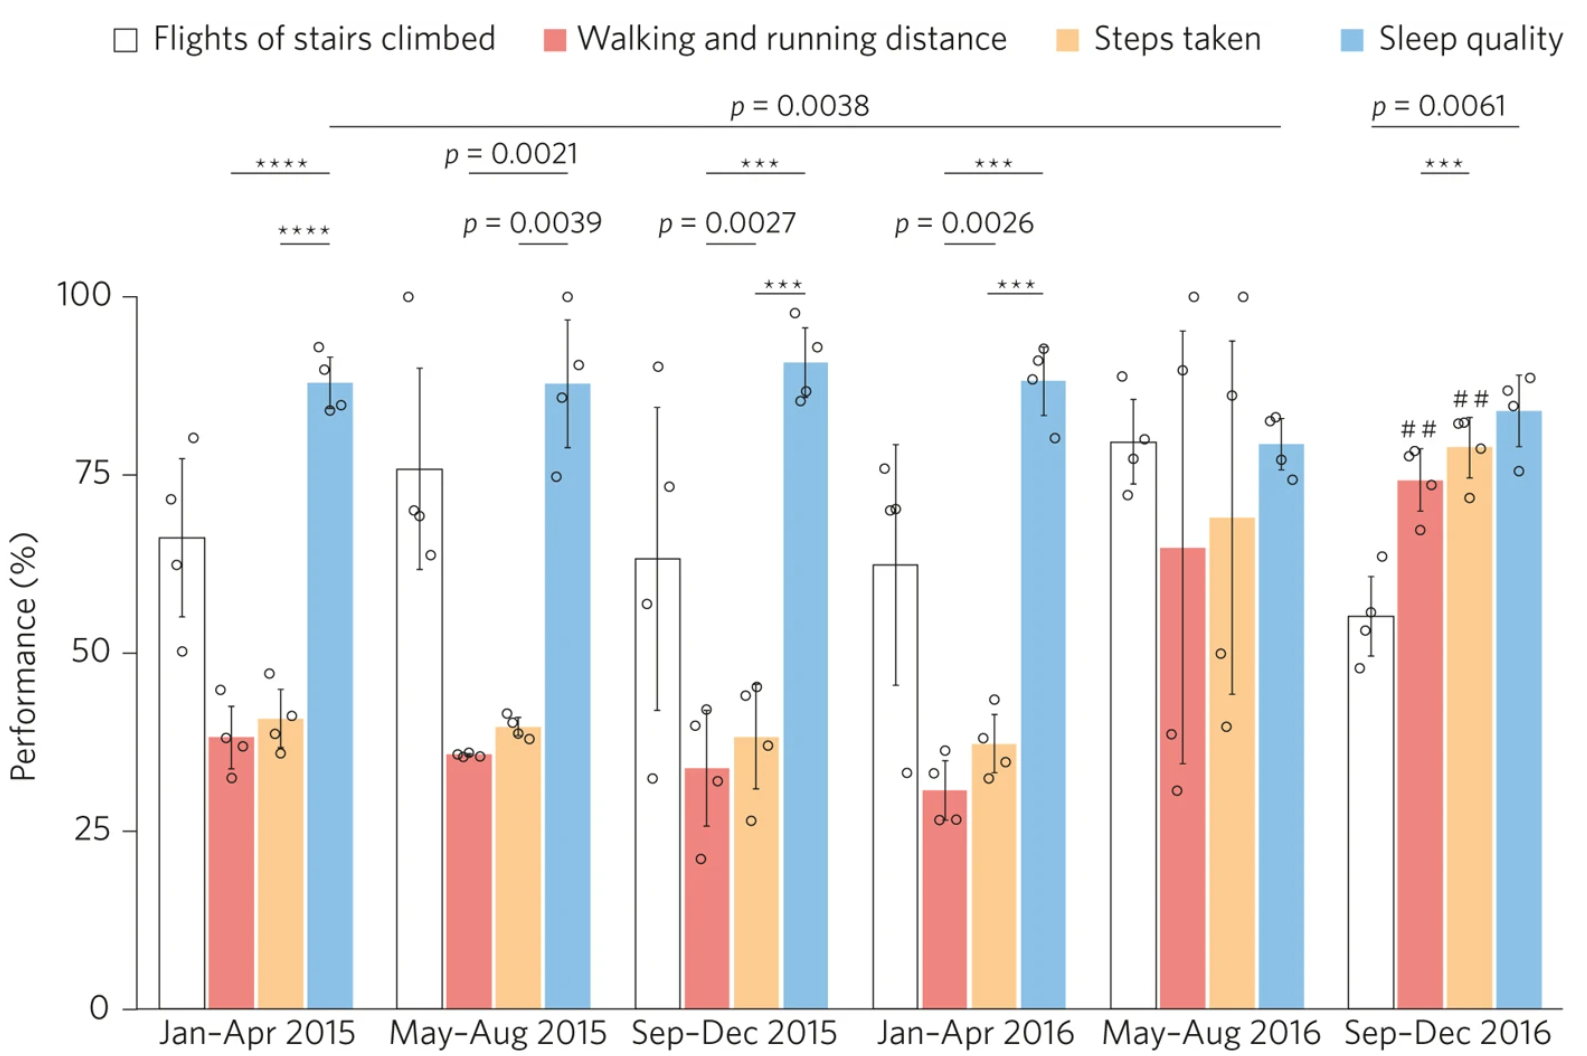 Flights of stairs climbed Walking and running distance Steps taken Sleep quality
p = 0.0038 p = 0.0061
**** p = 0.0021 *** *** ***
**** p = 0.0039 p = 0.0027 p = 0.0026
*** ***
100
75
50
25
0
Performance (%)
##
##
Jan–Apr 2015 May–Aug 2015 Sep–Dec 2015 Jan–Apr 2016 May–Aug 2016 Sep–Dec 2016